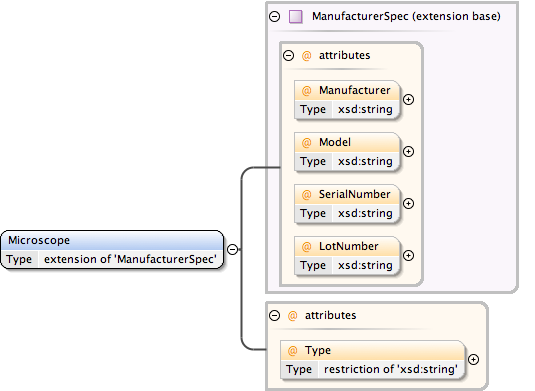 ManufacturerSpec (extension base)
@ attributes
@ Manufacturer
Type xsd:string
@ Model
Type xsd:string
@ SerialNumber
Type xsd:string
@ LotNumber
Type xsd:string
Microscope
Type extension of 'ManufacturerSpec'
@ attributes
@ Type
Type restriction of 'xsd:string'